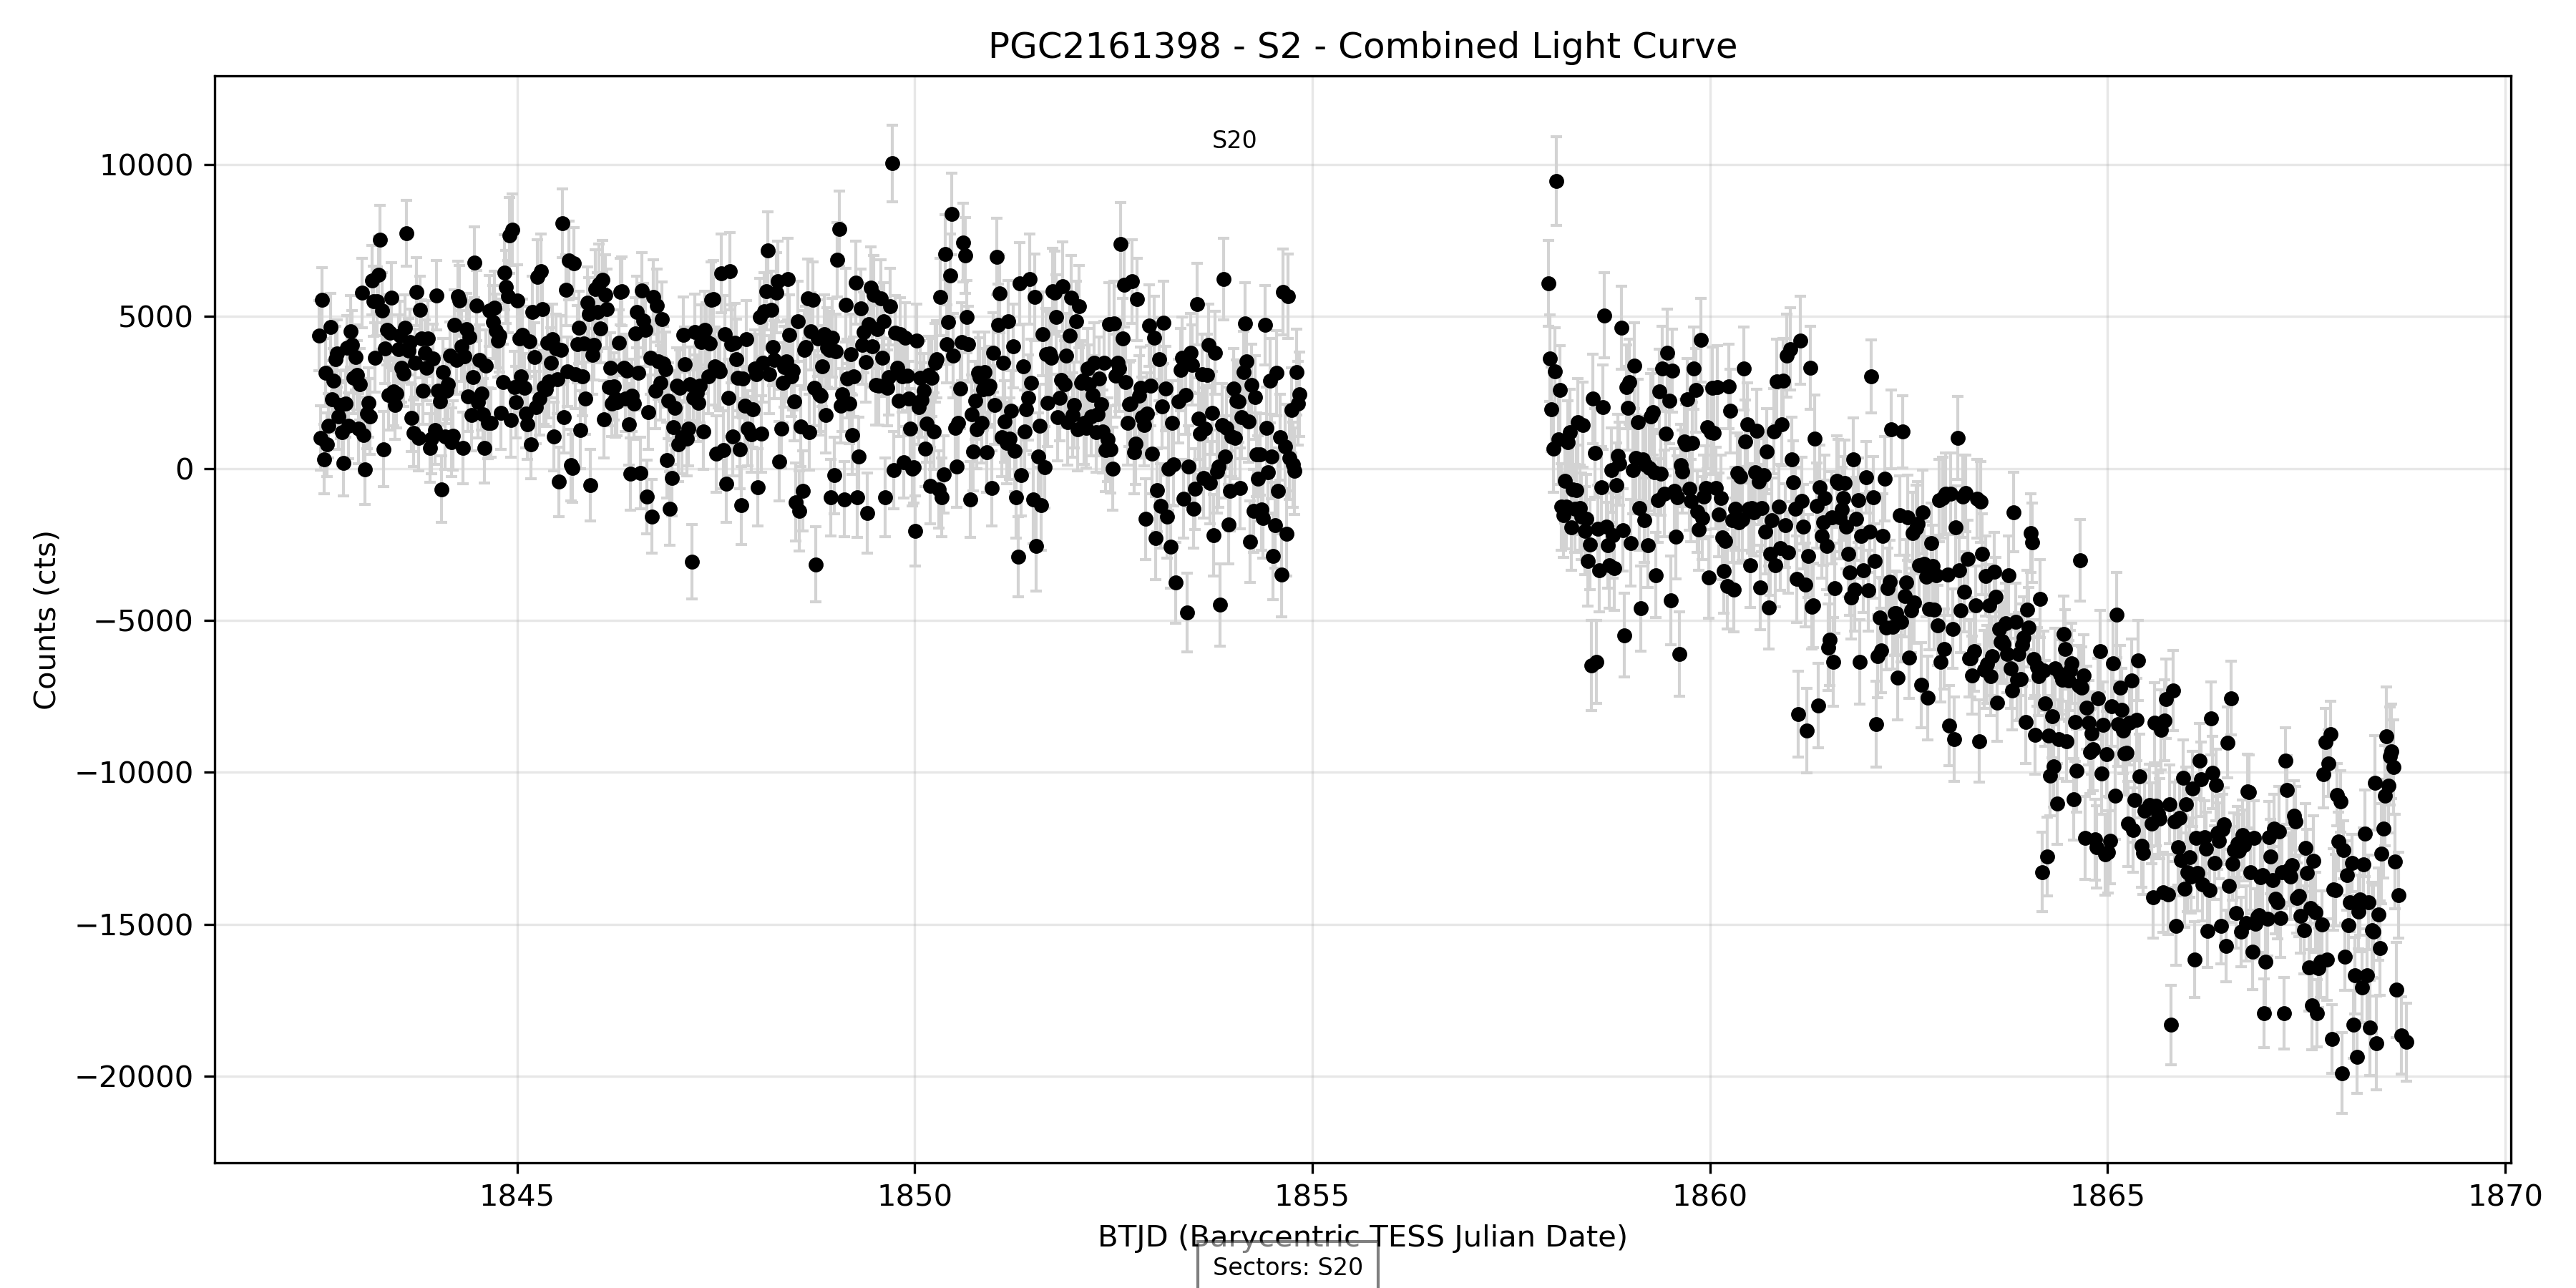 PGC2161398 - S2 - Combined Light Curve
S20
10000
5000
0
−5000
−10000
−15000
−20000
Counts (cts)
1845
1850
1855
1860
1865
1870
BTJD (Barycentric TESS Julian Date)
Sectors: S20